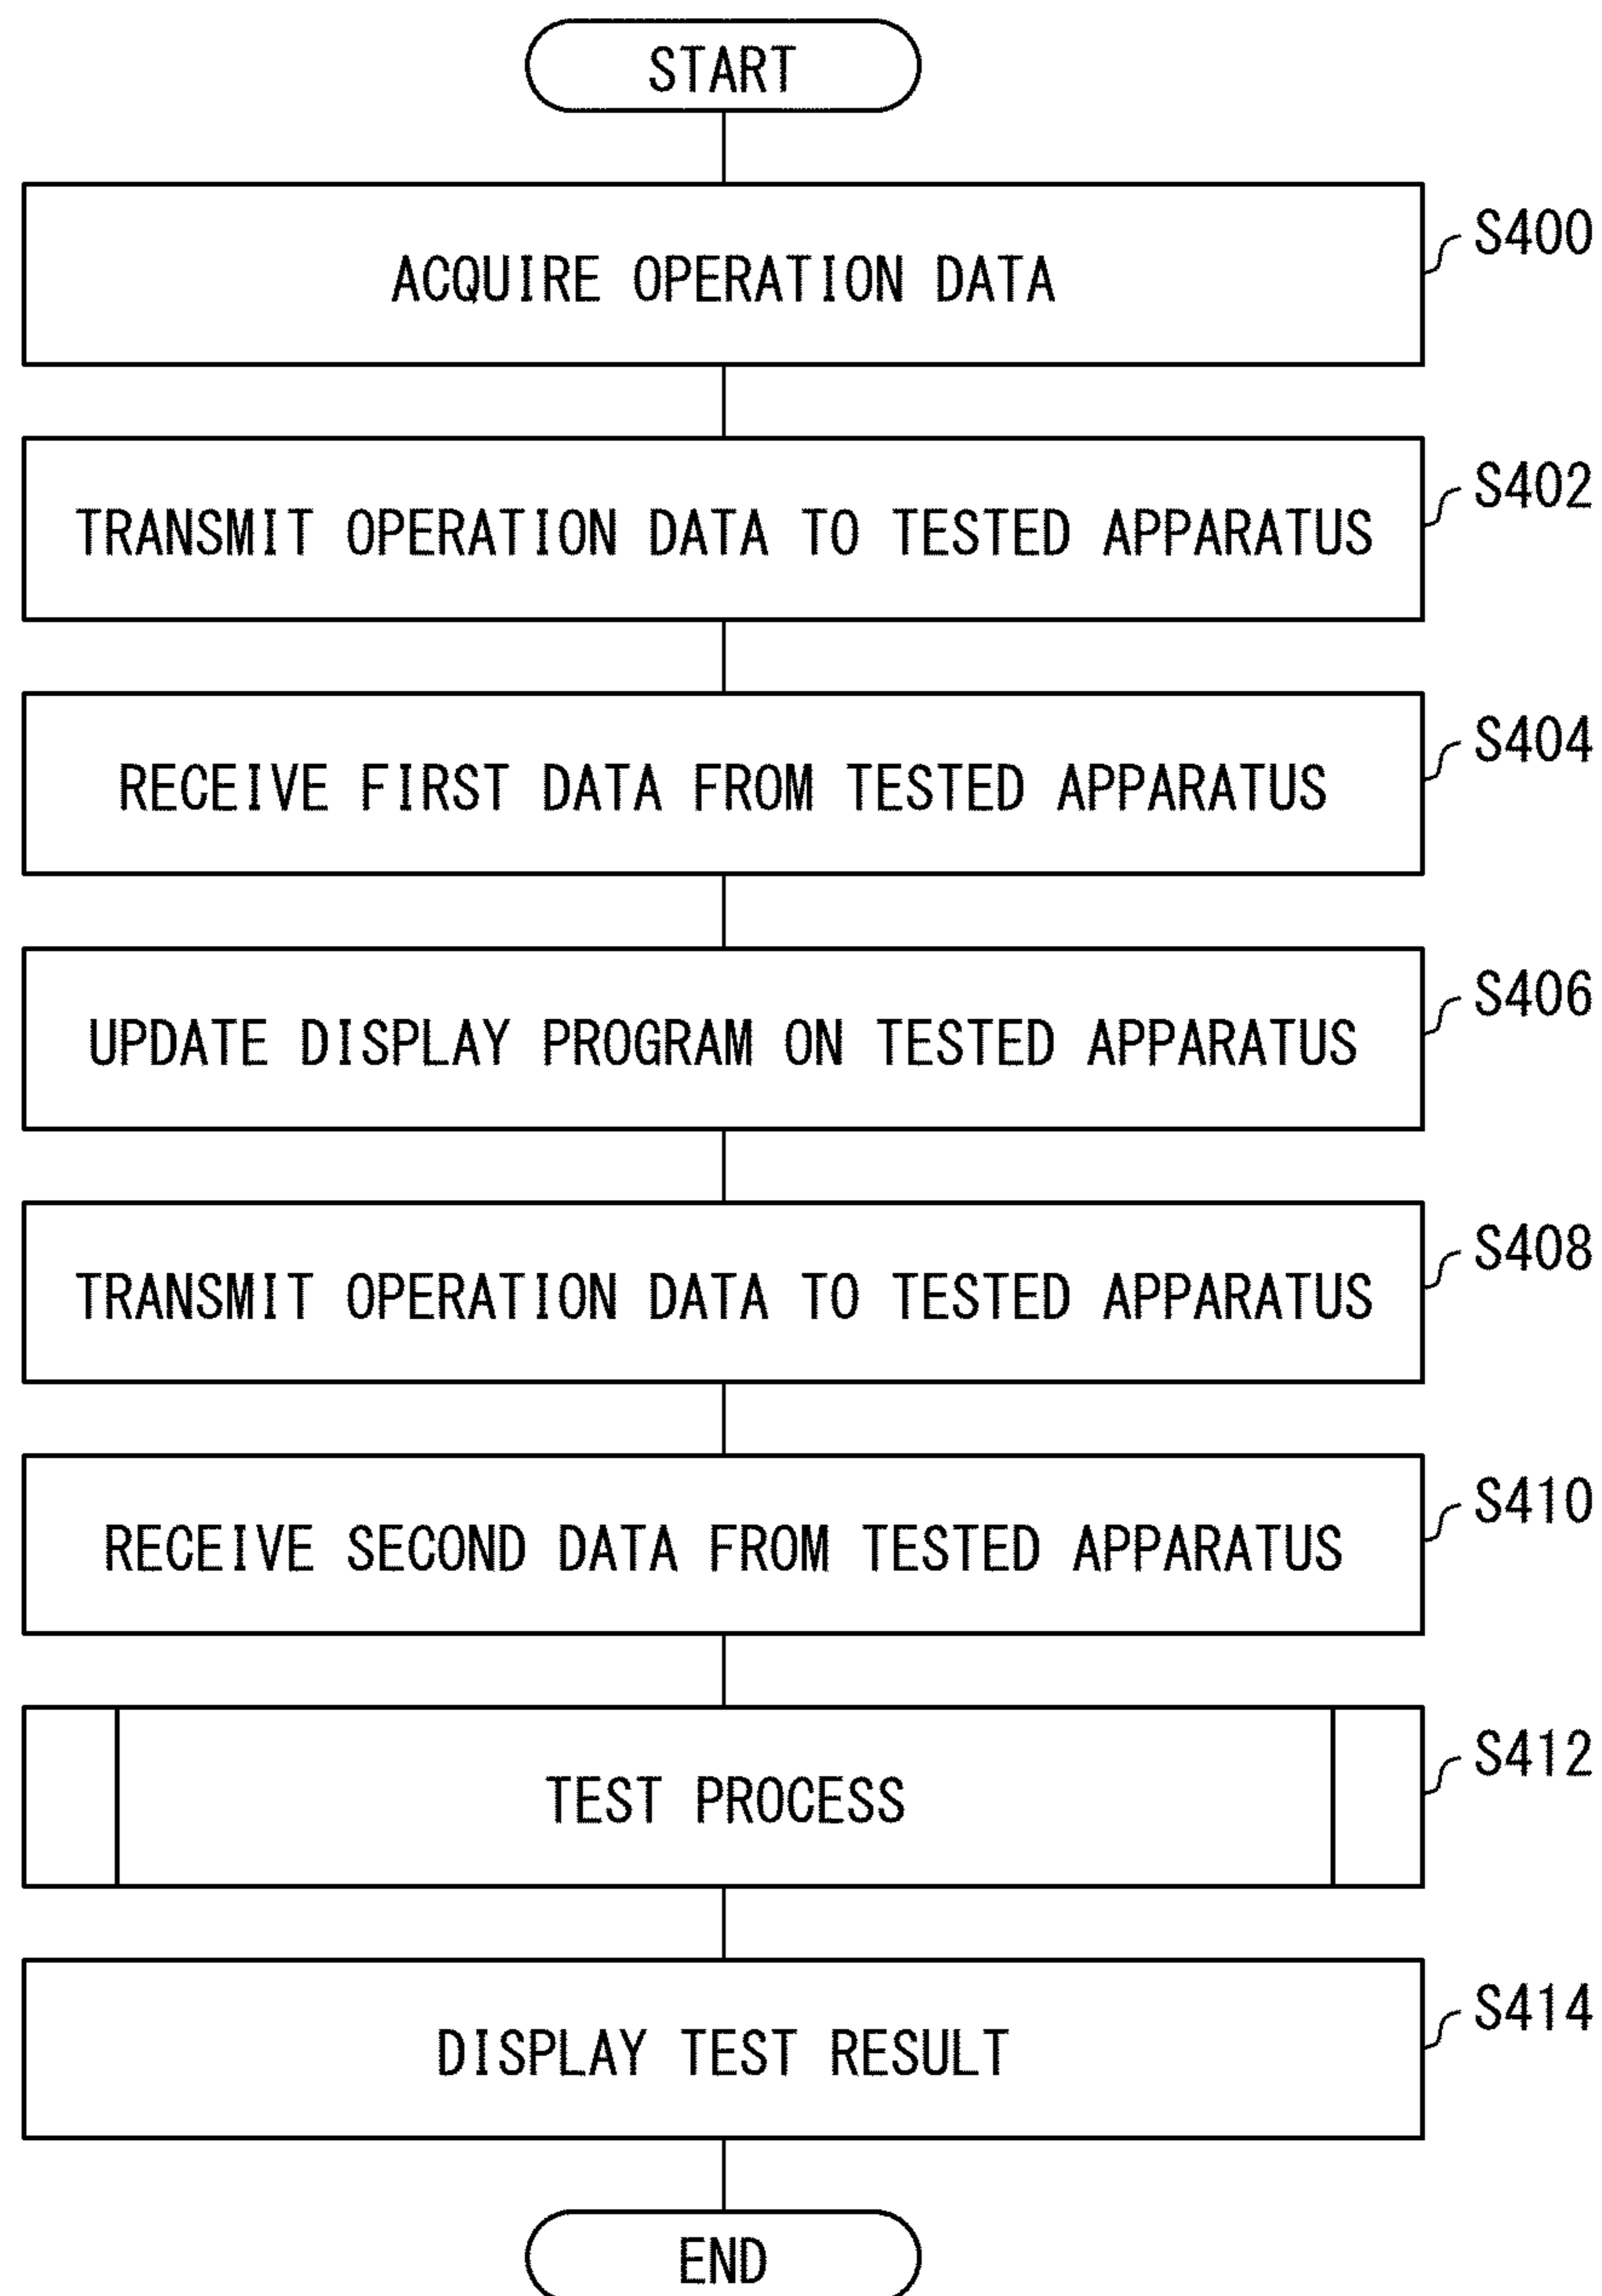 START
ACQUIRE OPERATION DATA
S400
TRANSMIT OPERATION DATA TO TESTED APPARATUS
S402
RECEIVE FIRST DATA FROM TESTED APPARATUS
S404
UPDATE DISPLAY PROGRAM ON TESTED APPARATUS
S406
TRANSMIT OPERATION DATA TO TESTED APPARATUS
S408
RECEIVE SECOND DATA FROM TESTED APPARATUS
S410
TEST PROCESS
S412
DISPLAY TEST RESULT
S414
END